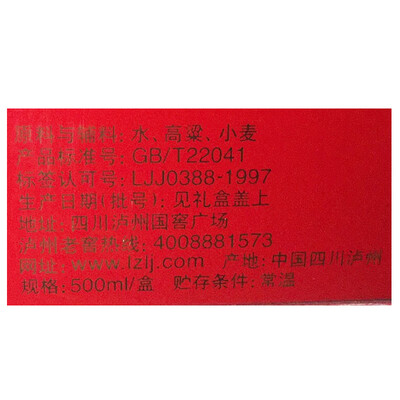 原料与辅料: 水、高粱、小麦
产品标准号: GB/T22041
标签认可号: LJJ0388-1997
生产日期(批号): 见礼盒盖上
地址: 四川泸州国窖广场
泸州老窖热线: 4008881573
网址: www.lzlj.com 产地: 中国四川泸州
规格: 500ml/盒 贮存条件: 常温